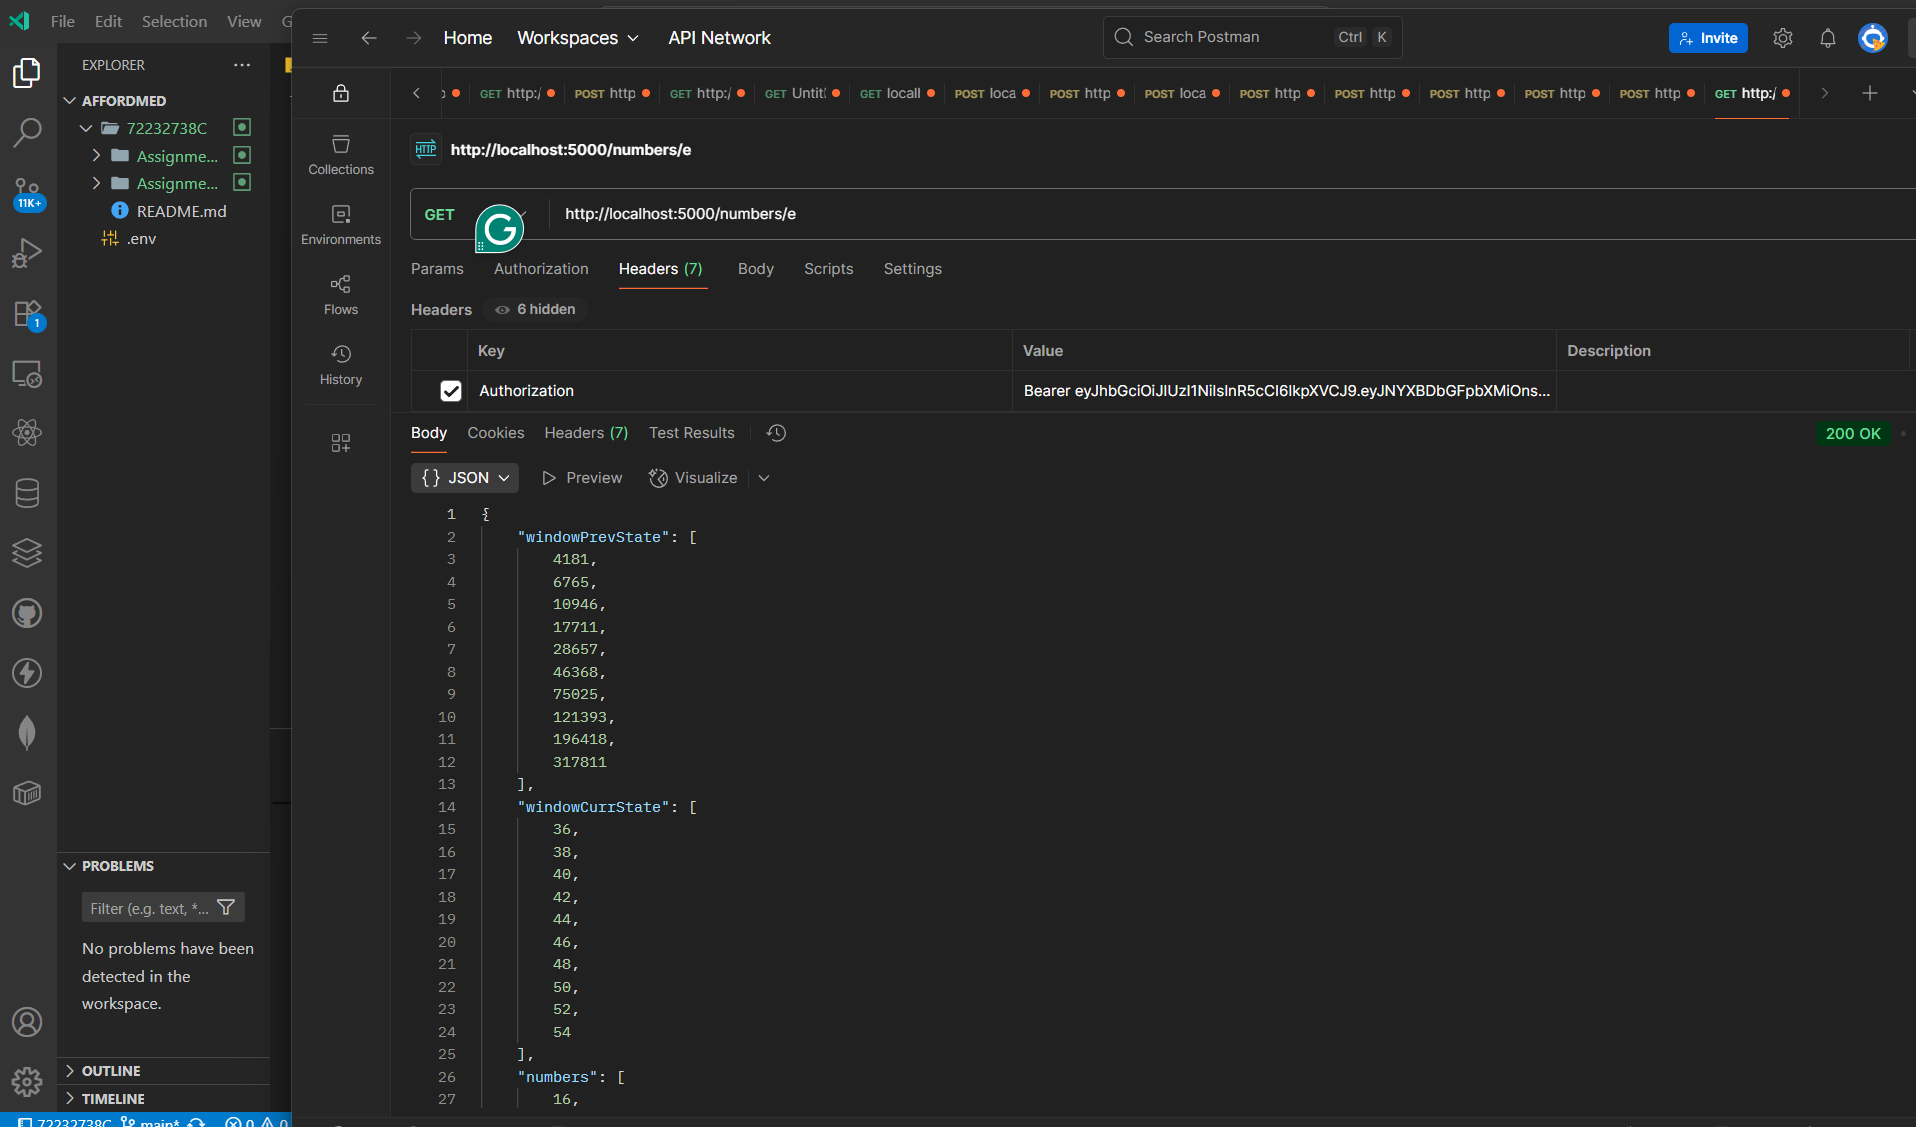 File Edit Selection View
Home Workspaces API Network
Search Postman Ctrl K
Invite
EXPLORER
AFFORDMED
72232738C
Assignme...
Assignme...
README.md
.env
11K+
1
GET http:/ POST http GET http:/ GET Untit GET locall POST loca POST http POST loca POST http POST http POST http POST http POST http GET http:/
HTTP http://localhost:5000/numbers/e
GET http://localhost:5000/numbers/e
Collections
Environments
Flows
History
Params Authorization Headers (7) Body Scripts Settings
Headers 6 hidden
Key Value Description
Authorization Bearer eyJhbGciOiJIUzI1NiIsInR5cCI6IkpXVCJ9.eyJNYXBDbGFpbXMiOns...
Body Cookies Headers (7) Test Results 200 OK
{} JSON Preview Visualize
1 {
2 "windowPrevState": [
3 4181,
4 6765,
5 10946,
6 17711,
7 28657,
8 46368,
9 75025,
10 121393,
11 196418,
12 317811
13 ],
14 "windowCurrState": [
15 36,
16 38,
17 40,
18 42,
19 44,
20 46,
21 48,
22 50,
23 52,
24 54
25 ],
26 "numbers": [
27 16,
PROBLEMS
Filter (e.g. text, *...
No problems have been
detected in the
workspace.
OUTLINE
TIMELINE
72232738C main* 0 0